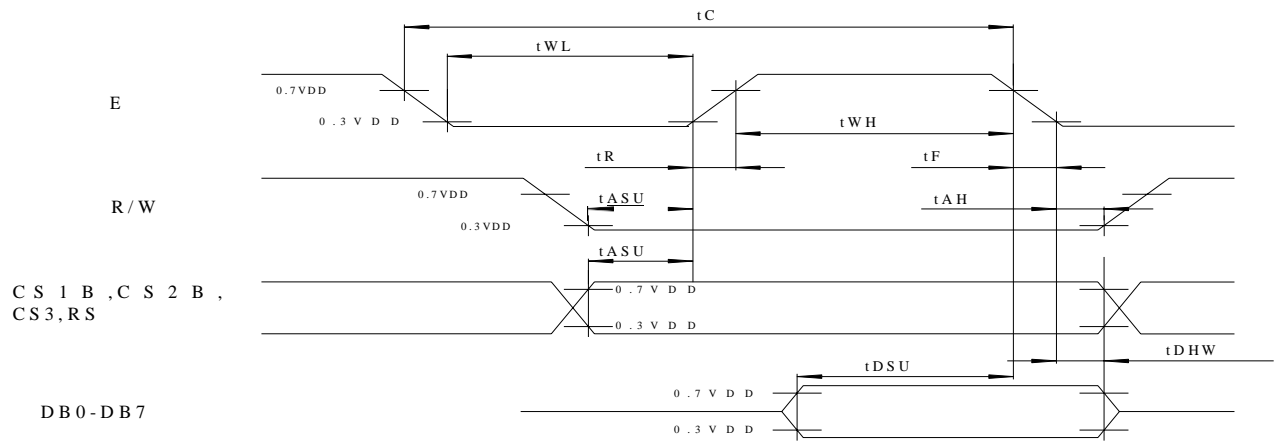 tC
tWL
E
0.7VDD
0.3VDD
tWH
tR
tF
R/W
0.7VDD
tASU
tAH
0.3VDD
tASU
CS1B,CS2B,
CS3,RS
0.7VDD
0.3VDD
tDHW
tDSU
DB0-DB7
0.7VDD
0.3VDD